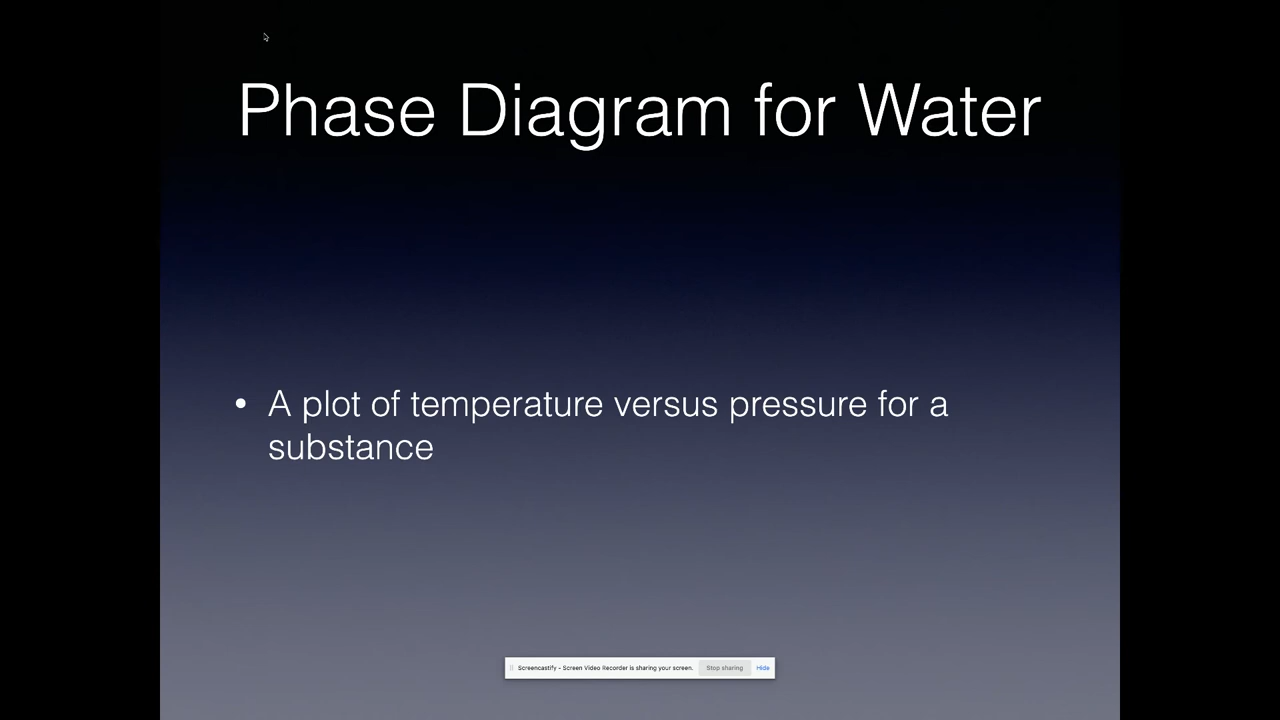 Phase Diagram for Water
• A plot of temperature versus pressure for a
substance
Screencastify - Screen Video Recorder is sharing your screen. Stop sharing Hide